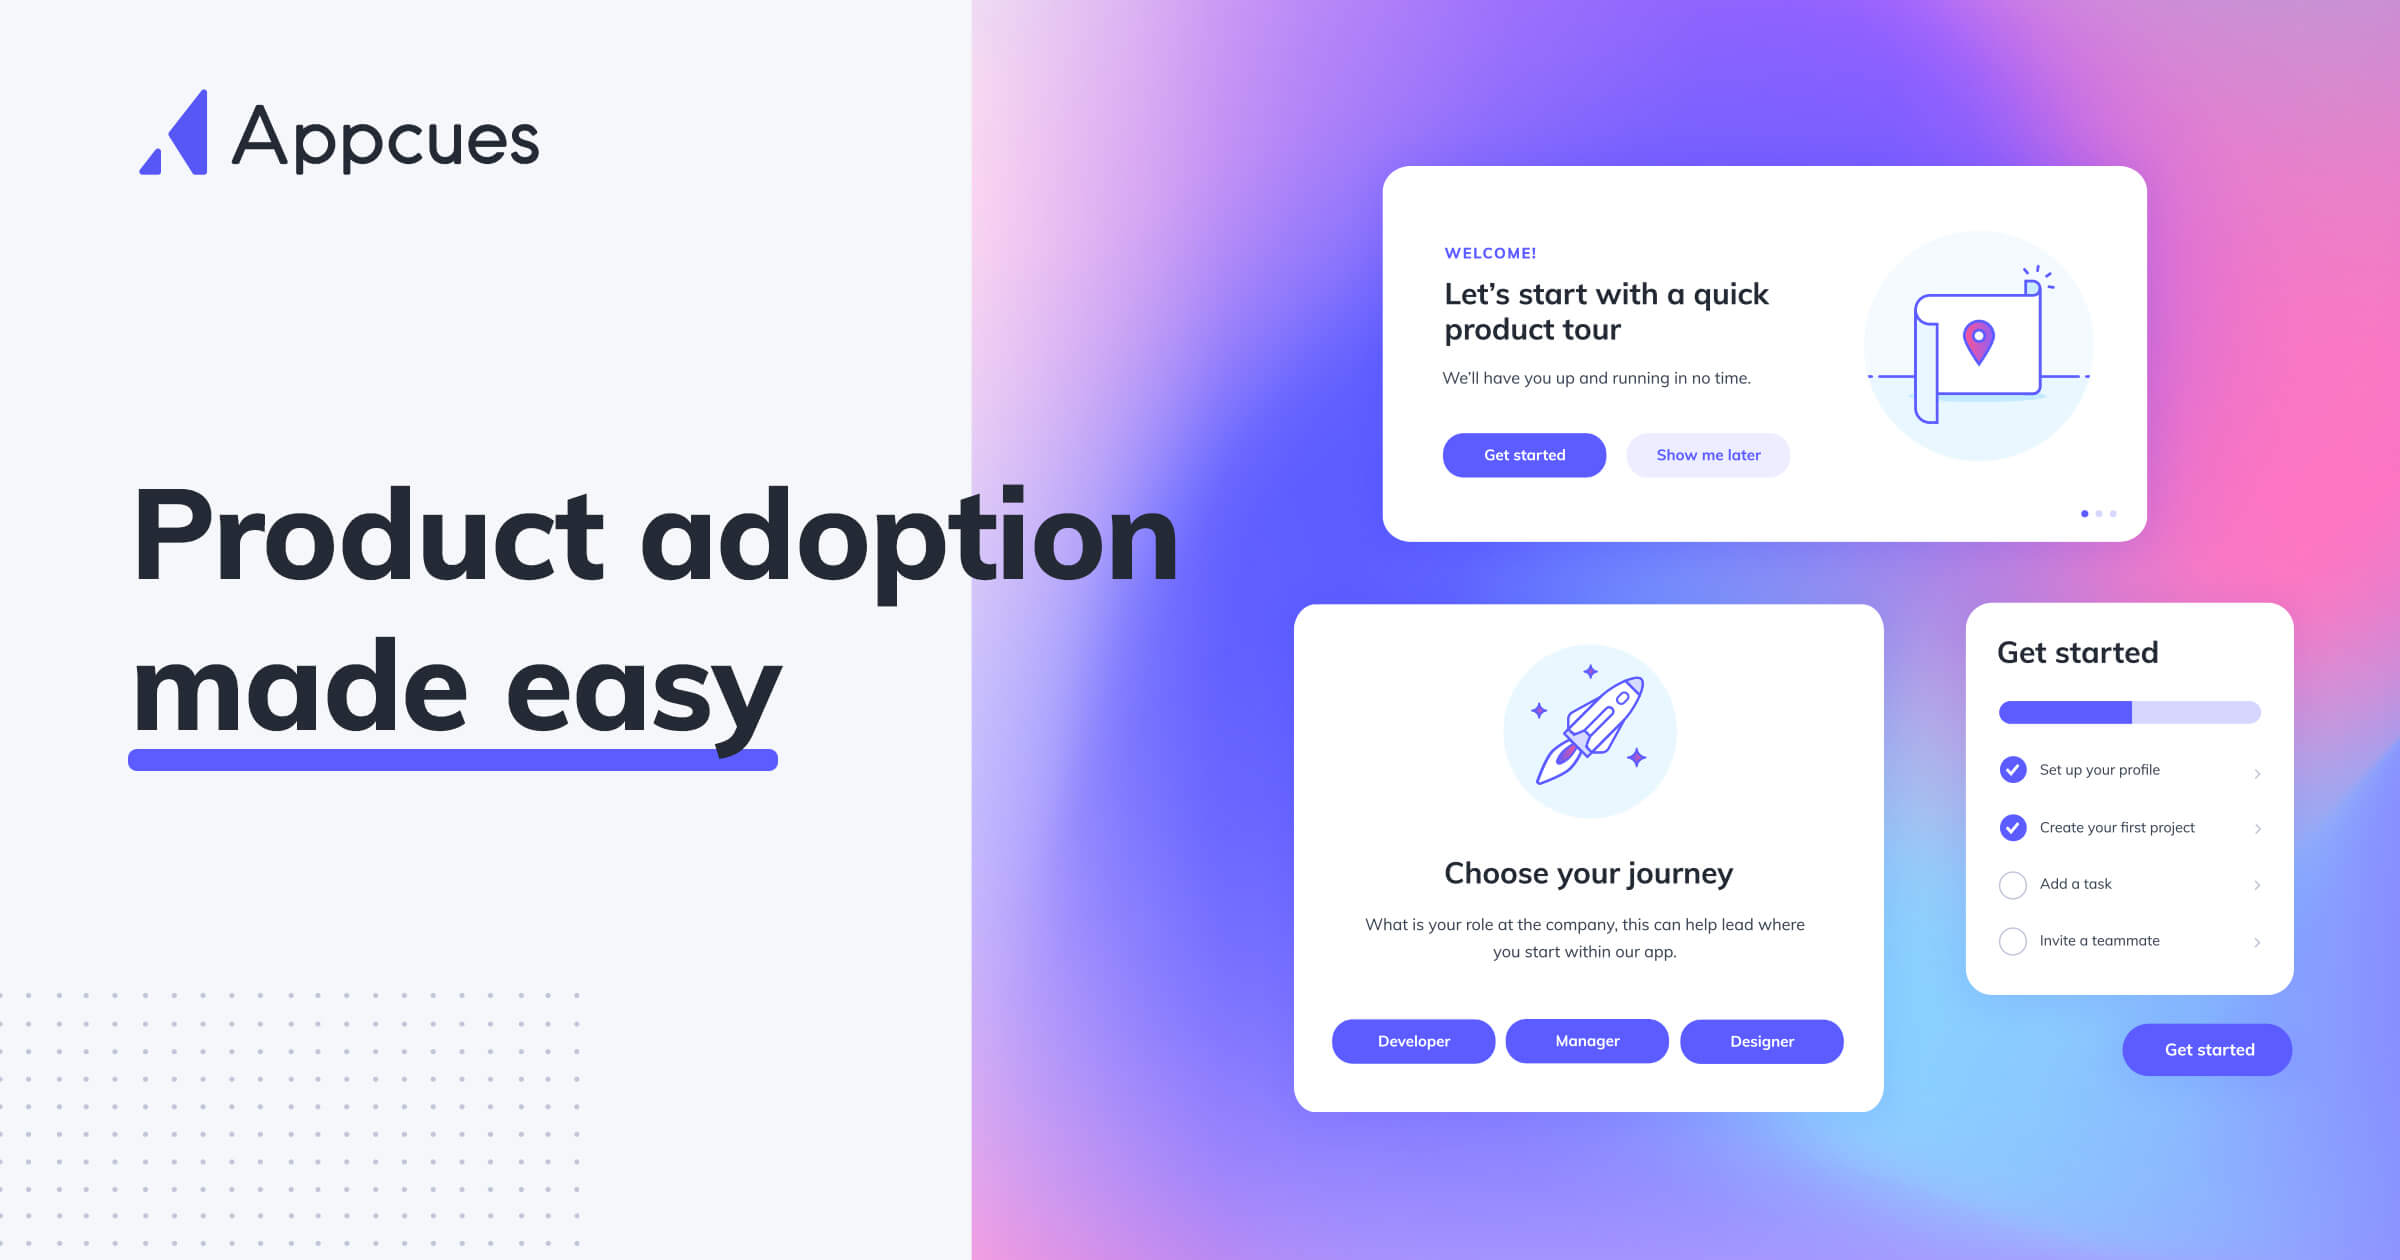 Appcues
Product adoption
made easy
WELCOME!
Let’s start with a quick
product tour
We’ll have you up and running in no time.
Get started
Show me later
Choose your journey
What is your role at the company, this can help lead where
you start within our app.
Developer
Manager
Designer
Get started
Set up your profile
Create your first project
Add a task
Invite a teammate
Get started